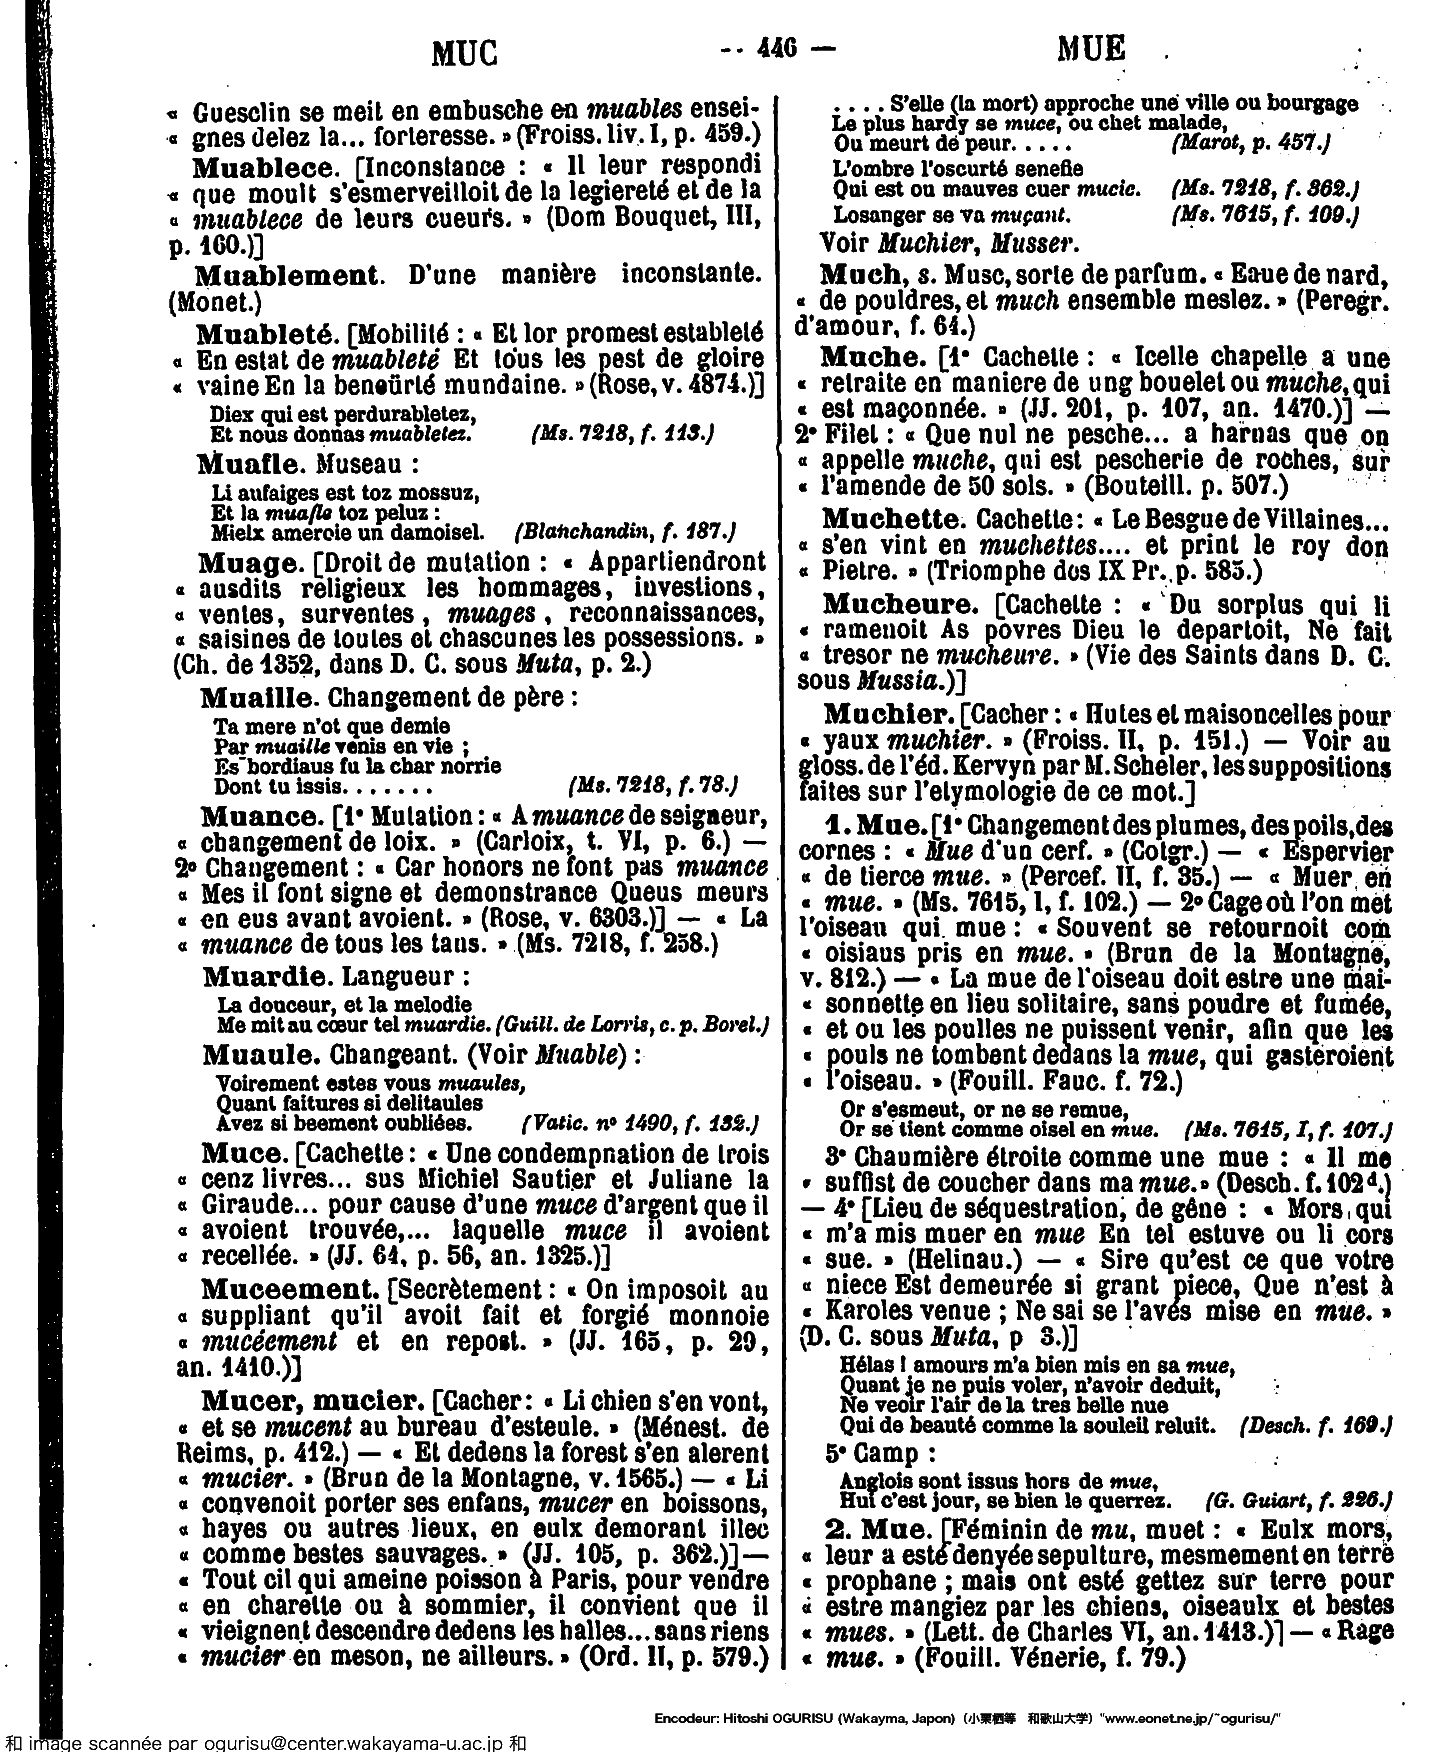 MUC -- 446 — MUE
« Guesclin se meit en embusche en muables ensei-
« gnes delez la... forteresse. » (Froiss. liv. I, p. 459.)
Muablece. [Inconstance : « Il leur respondi
« que moult s'esmerveilloit de la legiereté et de la
« muablece de leurs cueurs. » (Dom Bouquet, III,
p. 160.)]
Muablement. D'une manière inconstante.
(Monet.)
Muableté. [Mobilité : « Et lor promest establelé
« En estat de muableté Et tous les pest de gloire
« vaine En la beneürté mundaine. » (Rose, v. 4874.)]
Diex qui est perdurabletez,
Et nous donnas muabletez. (Ms. 7218, f. 113.)
Muafle. Museau :
Li aufaiges est toz mossuz,
Et la muafle toz peluz :
Mielx ameroie un damoisel. (Blanchandin, f. 187.)
Muage. [Droit de mutation : « Appartiendront
« ausdits religieux les hommages, investions,
« ventes, surventes, muages, reconnaissances,
« saisines de toutes et chascunes les possessions. »
(Ch. de 1352, dans D. C. sous Muta, p. 2.)
Muaille. Changement de père :
Ta mere n'ot que demie
Par muaille venis en vie ;
Es bordiaus fu la char norrie
Dont tu issis. . . . . . . (Ms. 7218, f. 78.)
Muance. [1° Mutation : « A muance de seigneur,
« changement de loix. » (Carloix, t. VI, p. 6.) —
2° Changement : « Car honors ne font pas muance
« Mes il font signe et demonstrance Queus meurs
« en eus avant avoient. » (Rose, v. 6303.)] — « La
« muance de tous les tans. » (Ms. 7218, f. 258.)
Muardie. Langueur :
La douceur, et la melodie
Me mit au cœur tel muardie. (Guill. de Lorris, c. p. Borel.)
Muaule. Changeant. (Voir Muable) :
Voirement estes vous muaules,
Quant faitures si delitaules
Avez si beement oubliées. (Vatic. n° 1490, f. 132.)
Muce. [Cachette : « Une condempnation de trois
« cenz livres... sus Michiel Sautier et Juliane la
« Giraude... pour cause d'une muce d'argent que il
« avoient trouvée,... laquelle muce il avoient
« recellée. » (JJ. 64, p. 56, an. 1325.)]
Muceement. [Secrètement : « On imposoit au
« suppliant qu'il avoit fait et forgié monnoie
« mucéement et en repost. » (JJ. 165, p. 29,
an. 1410.)]
Mucer, mucier. [Cacher : « Li chien s'en vont,
« et se mucent au bureau d'esteule. » (Ménest. de
Reims, p. 412.) — « Et dedens la forest s'en alerent
« mucier. » (Brun de la Montagne, v. 1565.) — « Li
« convenoit porter ses enfans, mucer en boissons,
« hayes ou autres lieux, en eulx demorant illec
« comme bestes sauvages. » (JJ. 105, p. 362.)] —
« Tout cil qui ameine poisson à Paris, pour vendre
« en charette ou à sommier, il convient que il
« vieignent descendre dedens les halles... sans riens
« mucier en meson, ne ailleurs. » (Ord. II, p. 579.)
. . . . S'elle (la mort) approche une ville ou bourgage
Le plus hardy se muce, ou chet malade,
Ou meurt de peur. . . . . (Marot, p. 457.)
L'ombre l'oscurté senefie
Qui est ou mauves cuer mucie. (Ms. 7218, f. 362.)
Losanger se va muçant. (Ms. 7615, f. 109.)
Voir Muchier, Musser.
Much, s. Musc, sorte de parfum. « Eaue de nard,
« de pouldres, et much ensemble meslez. » (Peregr.
d'amour, f. 64.)
Muche. [1° Cachette : « Icelle chapelle a une
« retraite en maniere de ung bouelet ou muche, qui
« est maçonnée. » (JJ. 201, p. 107, an. 1470.)] —
2° Filet : « Que nul ne pesche... a harnas que on
« appelle muche, qui est pescherie de roches, sur
« l'amende de 50 sols. » (Bouteill. p. 507.)
Muchette. Cachette : « Le Besgue de Villaines...
« s'en vint en muchettes.... et print le roy don
« Pietre. » (Triomphe des IX Pr. p. 585.)
Mucheure. [Cachette : « Du sorplus qui li
« ramenoit As povres Dieu le departoit, Ne fait
« tresor ne mucheure. » (Vie des Saints dans D. C.
sous Mussia.)]
Muchier. [Cacher : « Hutes et maisoncelles pour
« yaux muchier. » (Froiss. II, p. 151.) — Voir au
gloss. de l'éd. Kervyn par M. Scheler, les suppositions
faites sur l'etymologie de ce mot.]
1. Mue. [1° Changement des plumes, des poils, des
cornes : « Mue d'un cerf. » (Cotgr.) — « Espervier
« de tierce mue. » (Percef. II, f. 35.) — « Muer en
« mue. » (Ms. 7615, I, f. 102.) — 2° Cage où l'on met
l'oiseau qui mue : « Souvent se retournoit com
« oisiaus pris en mue. » (Brun de la Montagne,
v. 812.) — « La mue de l'oiseau doit estre une mai-
« sonnette en lieu solitaire, sans poudre et fumée,
« et ou les poulles ne puissent venir, afin que les
« pouls ne tombent dedans la mue, qui gasteroient
« l'oiseau. » (Fouill. Fauc. f. 72.)
Or s'esmeut, or ne se remue,
Or se tient comme oisel en mue. (Ms. 7615, I, f. 107.)
3° Chaumière étroite comme une mue : « Il me
« suffist de coucher dans ma mue. » (Desch. f. 102 d.)
— 4° [Lieu de séquestration, de gêne : « Mors qui
« m'a mis muer en mue En tel estuve ou li cors
« sue. » (Helinau.) — « Sire qu'est ce que votre
« niece Est demeurée si grant piece, Que n'est à
« Karoles venue ; Ne sai se l'avés mise en mue. »
(D. C. sous Muta, p 3.)]
Hélas ! amours m'a bien mis en sa mue,
Quant je ne puis voler, n'avoir deduit,
Ne veoir l'air de la tres belle nue
Qui de beauté comme la souleil reluit. (Desch. f. 169.)
5° Camp :
Anglois sont issus hors de mue,
Hui c'est jour, se bien le querrez. (G. Guiart, f. 226.)
2. Mue. [Féminin de mu, muet : « Eulx mors,
« leur a esté denyée sepulture, mesmement en terre
« prophane ; mais ont esté gettez sur terre pour
« estre mangiez par les chiens, oiseaulx et bestes
« mues. » (Lett. de Charles VI, an. 1413.)] — « Rage
« mue. » (Fouill. Vénerie, f. 79.)
Encodeur: Hitoshi OGURISU (Wakayma, Japon) (小栗栖等 和歌山大学) "www.eonet.ne.jp/~ogurisu/"
和 image scannée par ogurisu@center.wakayama-u.ac.jp 和